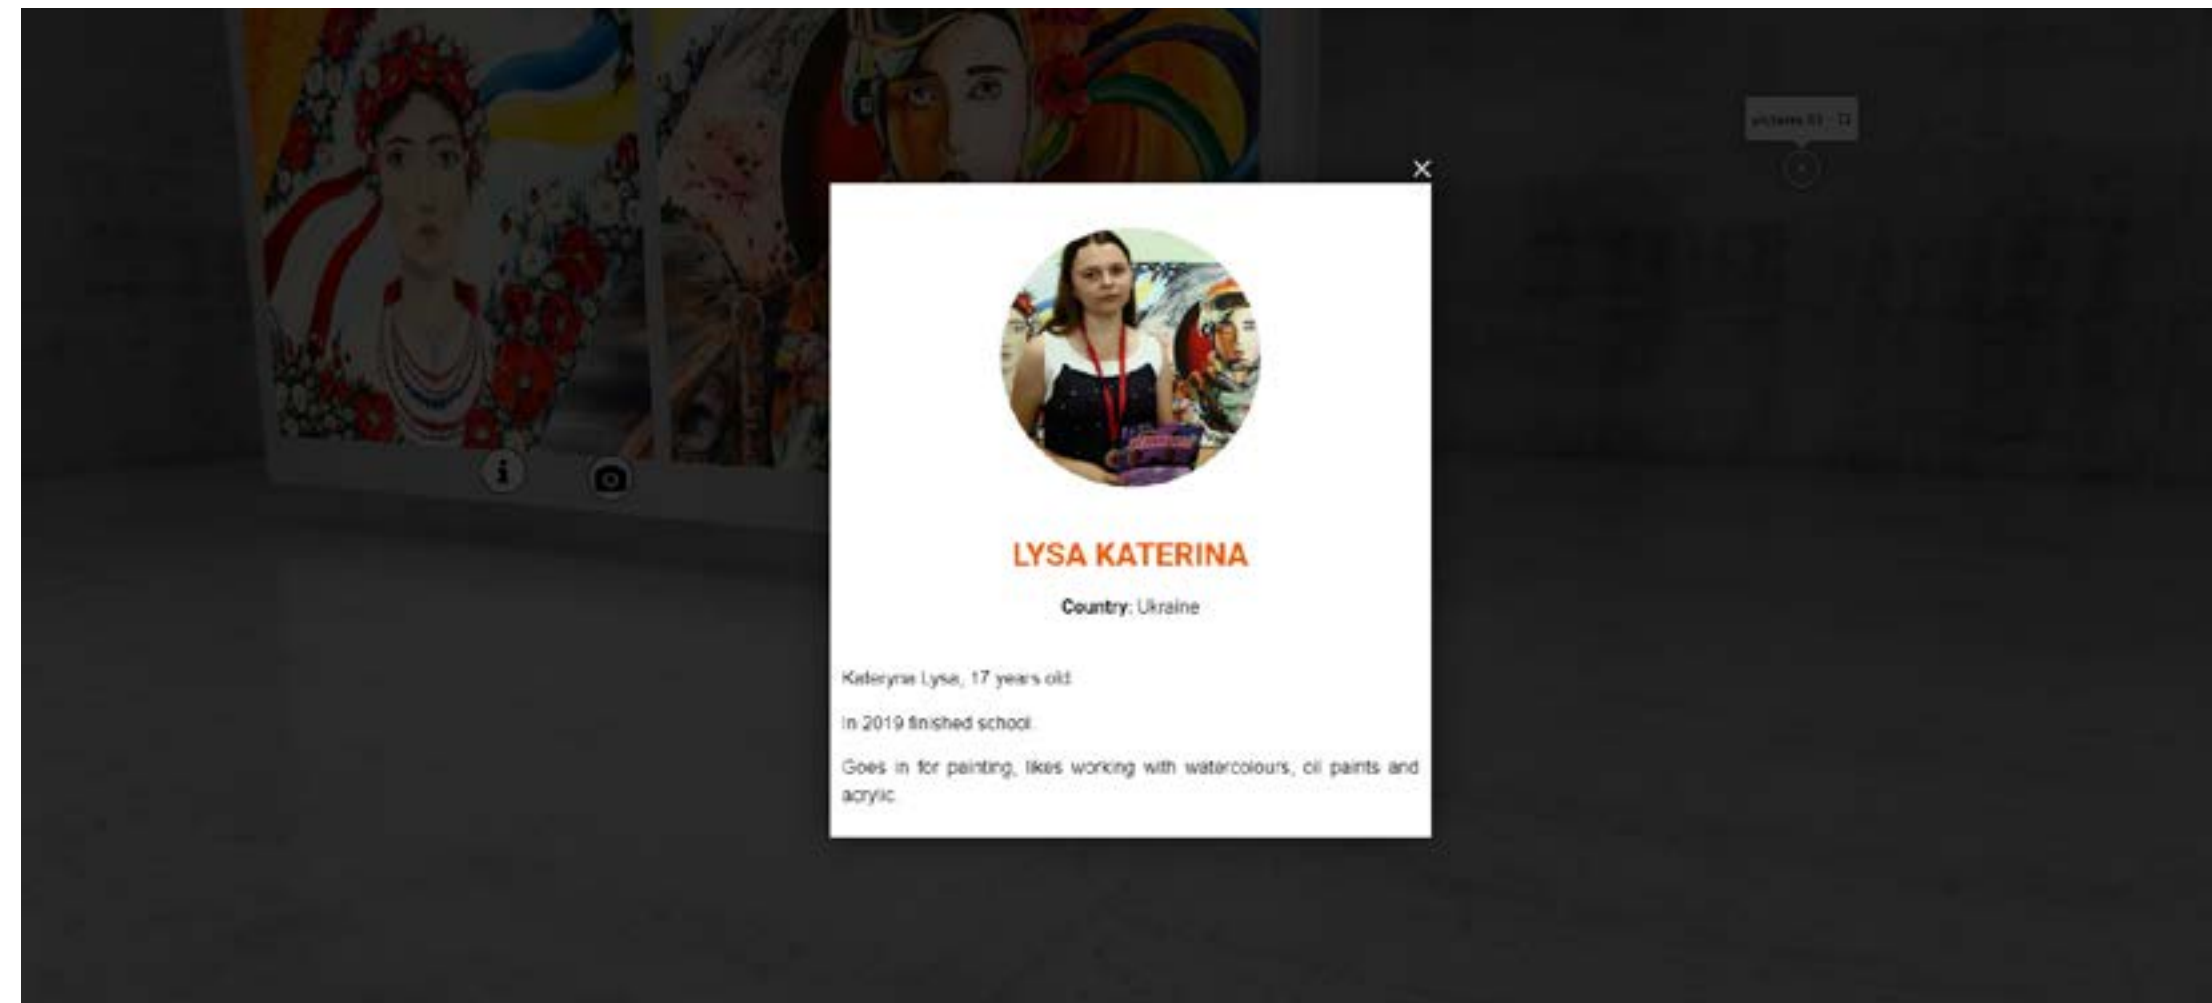 LYSA KATERINA
Country: Ukraine
Kateryna Lysa, 17 years old.
In 2019 finished school.
Goes in for painting, likes working with watercolours, oil paints and
acrylic.